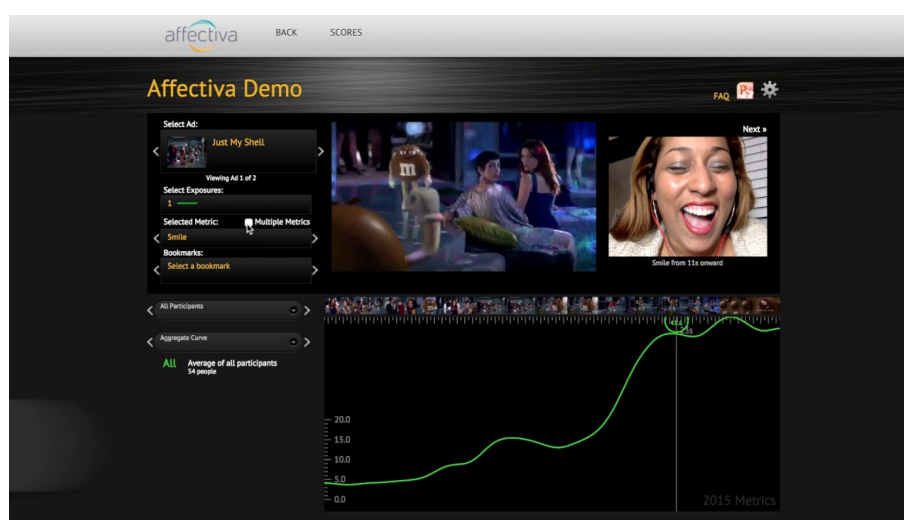 affectiva BACK SCORES
Affectiva Demo
FAQ
Select Ad:
Just My Shell
Viewing Ad 1 of 2
Select Exposures:
1
Selected Metric: Multiple Metrics
Smile
Bookmarks:
Select a bookmark
m
Next »
Smile from 11s onward
All Participants
Aggregate Curve
All Average of all participants
54 people
20.0
15.0
10.0
5.0
0.0
2015 Metrics